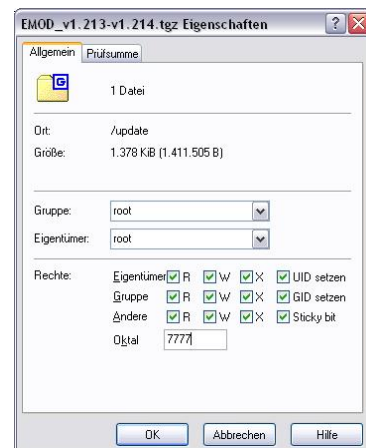 EMOD_v1.213-v1.214.tgz Eigenschaften
Allgemein Prüfsumme
G
1 Datei
Ort: /update
Größe: 1.378 KiB (1.411.505 B)
Gruppe: root
Eigentümer: root
Rechte: Eigentümer R W X UID setzen
Gruppe R W X GID setzen
Andere R W X Sticky bit
Oktal 7777
OK Abbrechen Hilfe